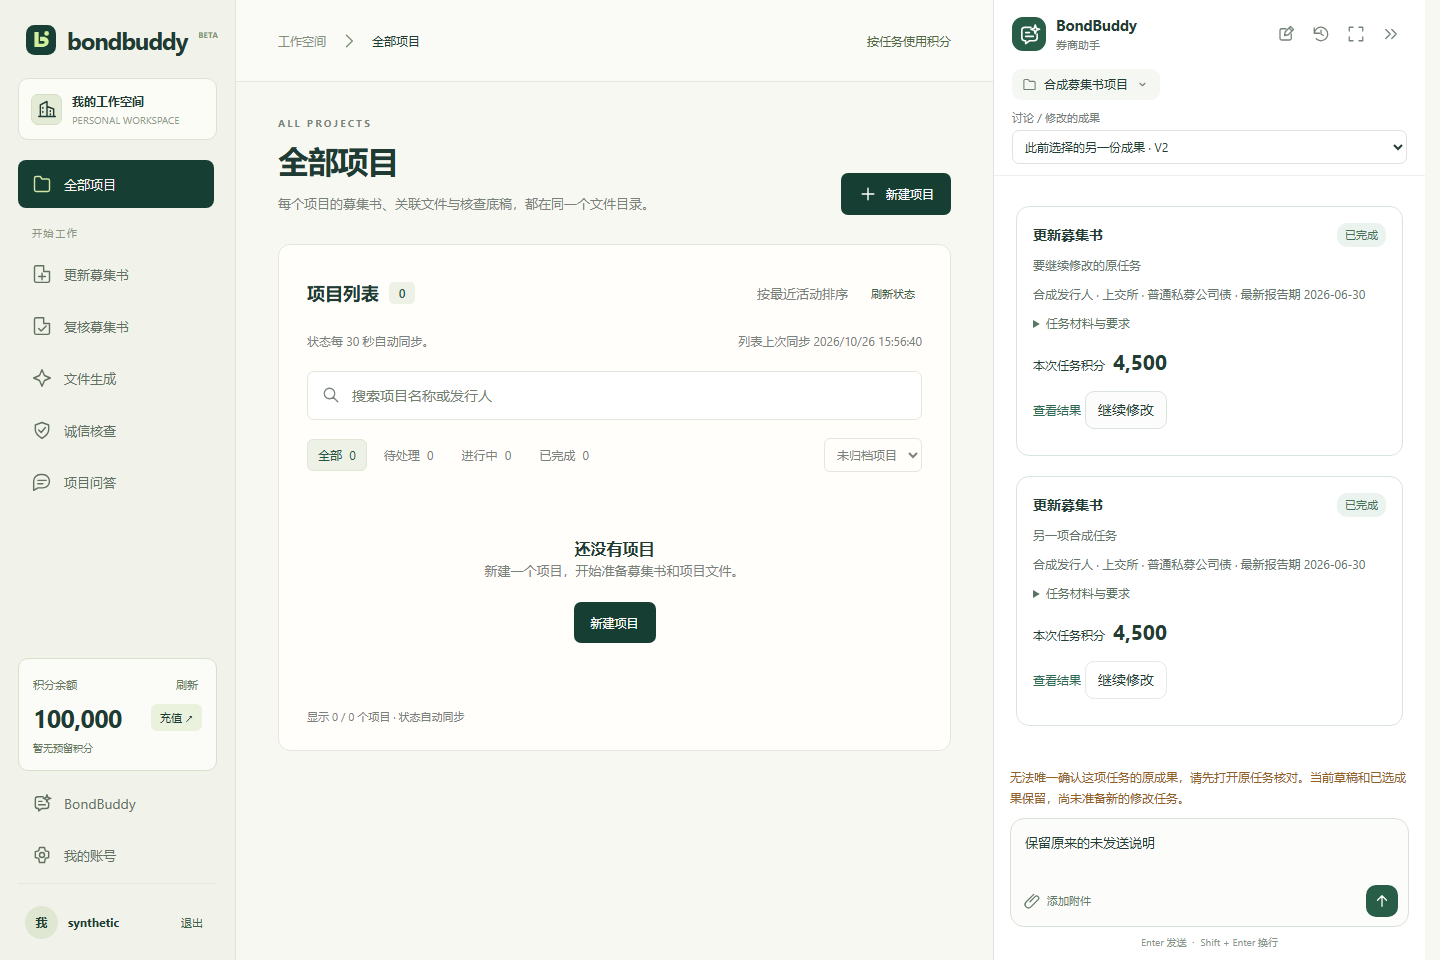 bondbuddy BETA
我的工作空间
PERSONAL WORKSPACE
全部项目
开始工作
更新募集书
复核募集书
文件生成
诚信核查
项目问答
积分余额 刷新
100,000 充值 ↗
暂无预留积分
BondBuddy
我的账号
我 synthetic 退出
工作空间 全部项目 按任务使用积分
ALL PROJECTS
全部项目
每个项目的募集书、关联文件与核查底稿，都在同一个文件目录。
新建项目
项目列表 0 按最近活动排序 刷新状态
状态每 30 秒自动同步。 列表上次同步 2026/10/26 15:56:40
搜索项目名称或发行人
全部 0 待处理 0 进行中 0 已完成 0 未归档项目
还没有项目
新建一个项目，开始准备募集书和项目文件。
新建项目
显示 0 / 0 个项目 · 状态自动同步
BondBuddy
券商助手
合成募集书项目
讨论 / 修改的成果
此前选择的另一份成果 · V2
更新募集书 已完成
要继续修改的原任务
合成发行人 · 上交所 · 普通私募公司债 · 最新报告期 2026-06-30
任务材料与要求
本次任务积分 4,500
查看结果 继续修改
更新募集书 已完成
另一项合成任务
合成发行人 · 上交所 · 普通私募公司债 · 最新报告期 2026-06-30
任务材料与要求
本次任务积分 4,500
查看结果 继续修改
无法唯一确认这项任务的原成果，请先打开原任务核对。当前草稿和已选成
果保留，尚未准备新的修改任务。
保留原来的未发送说明
添加附件
Enter 发送 · Shift + Enter 换行